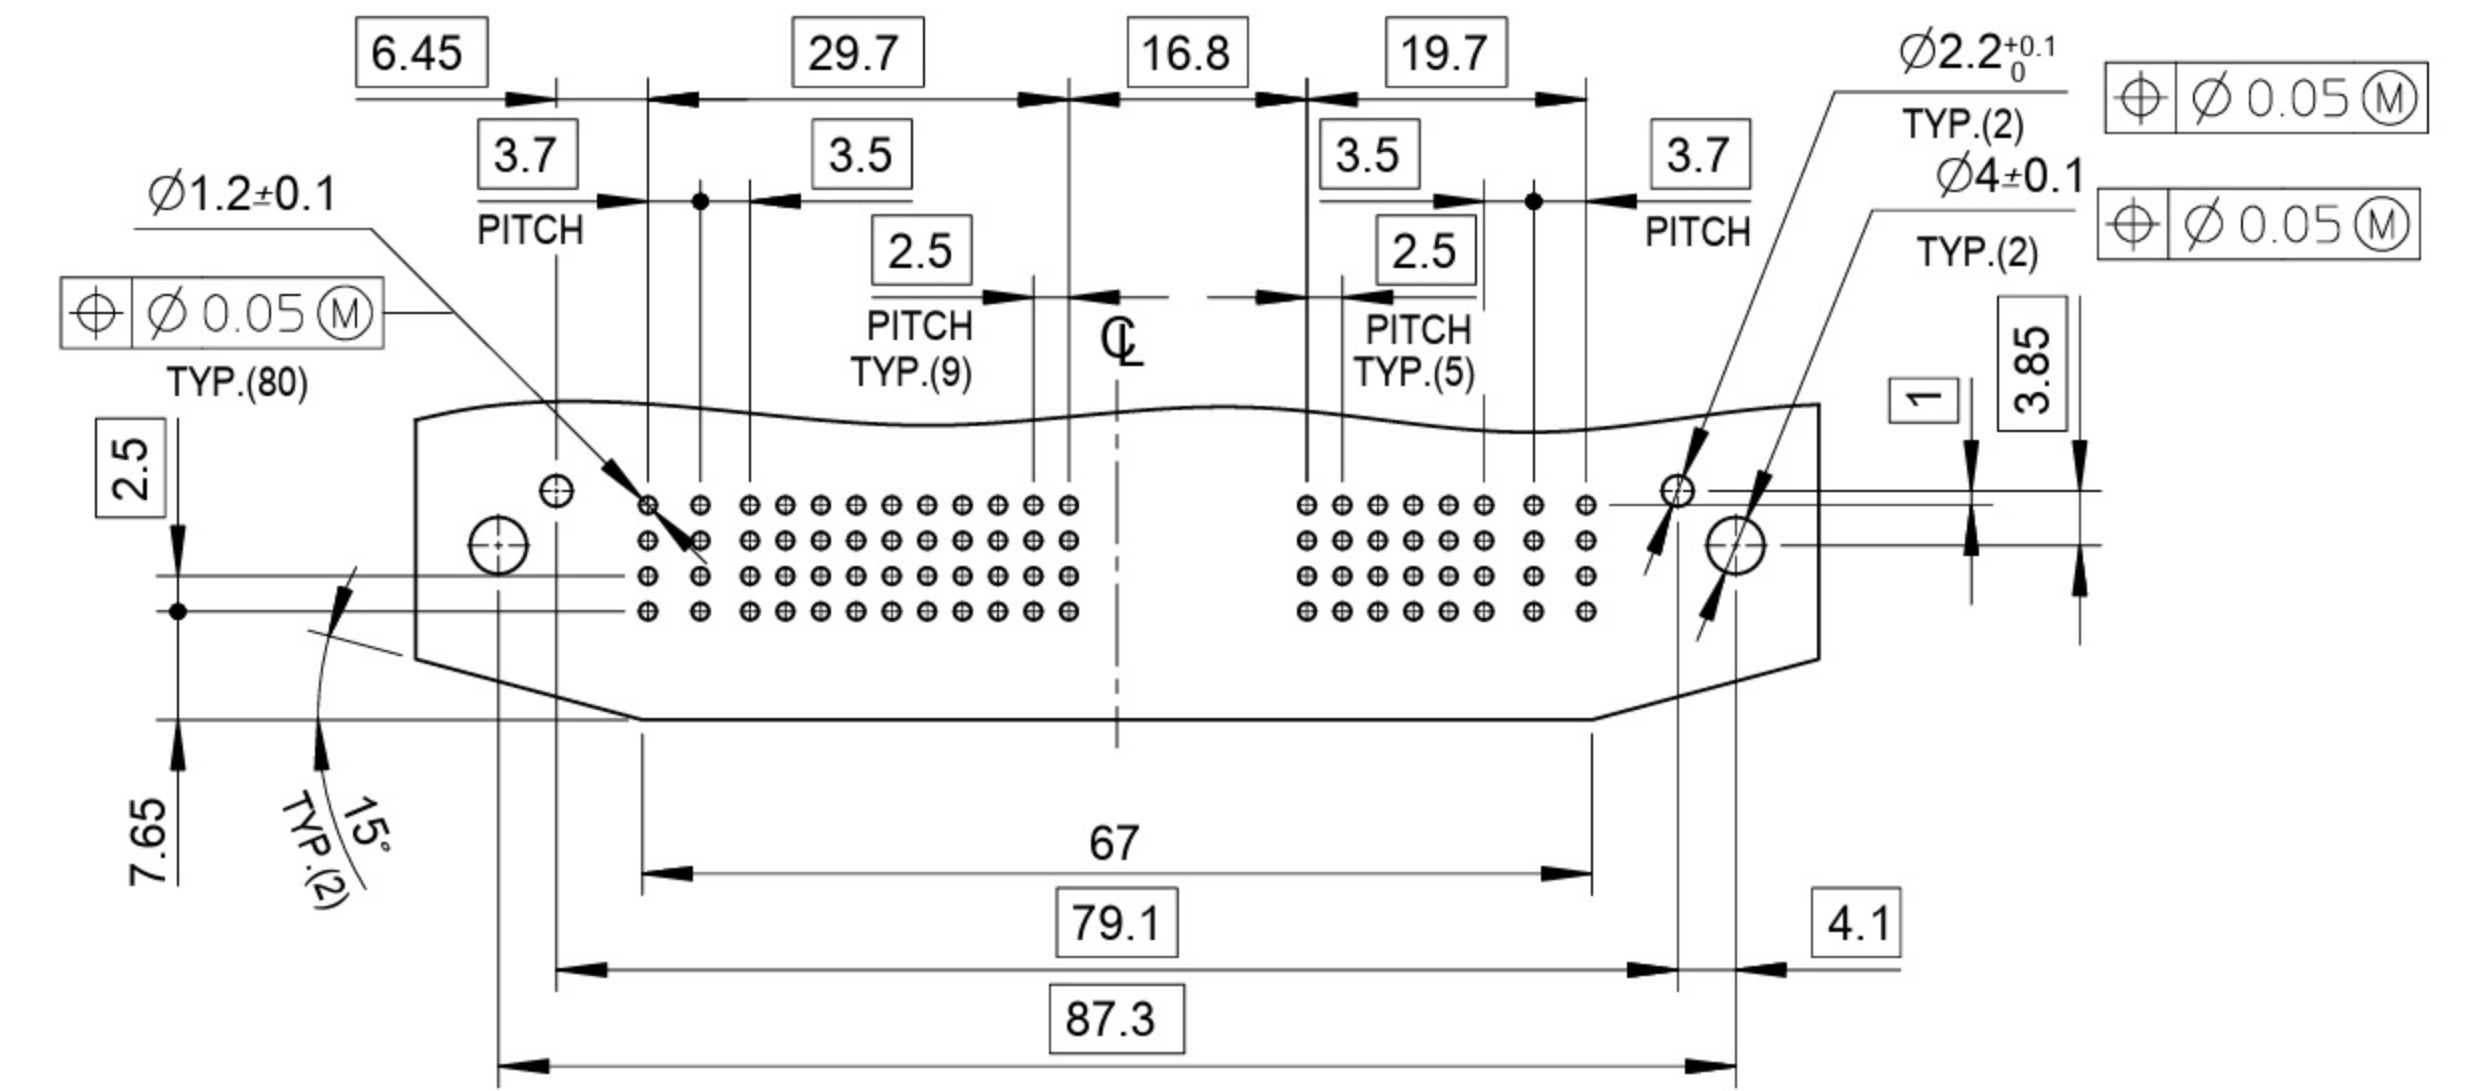 6.45
29.7
16.8
19.7
⌀2.2 +0.1 0
TYP.(2)
⌖ ⌀ 0.05 Ⓜ
3.7
PITCH
3.5
3.5
3.7
PITCH
⌀4±0.1
TYP.(2)
⌖ ⌀ 0.05 Ⓜ
⌀1.2±0.1
⌖ ⌀ 0.05 Ⓜ
TYP.(80)
2.5
PITCH
TYP.(9)
℄
2.5
PITCH
TYP.(5)
1
3.85
2.5
7.65
15°
TYP.(2)
67
79.1
4.1
87.3